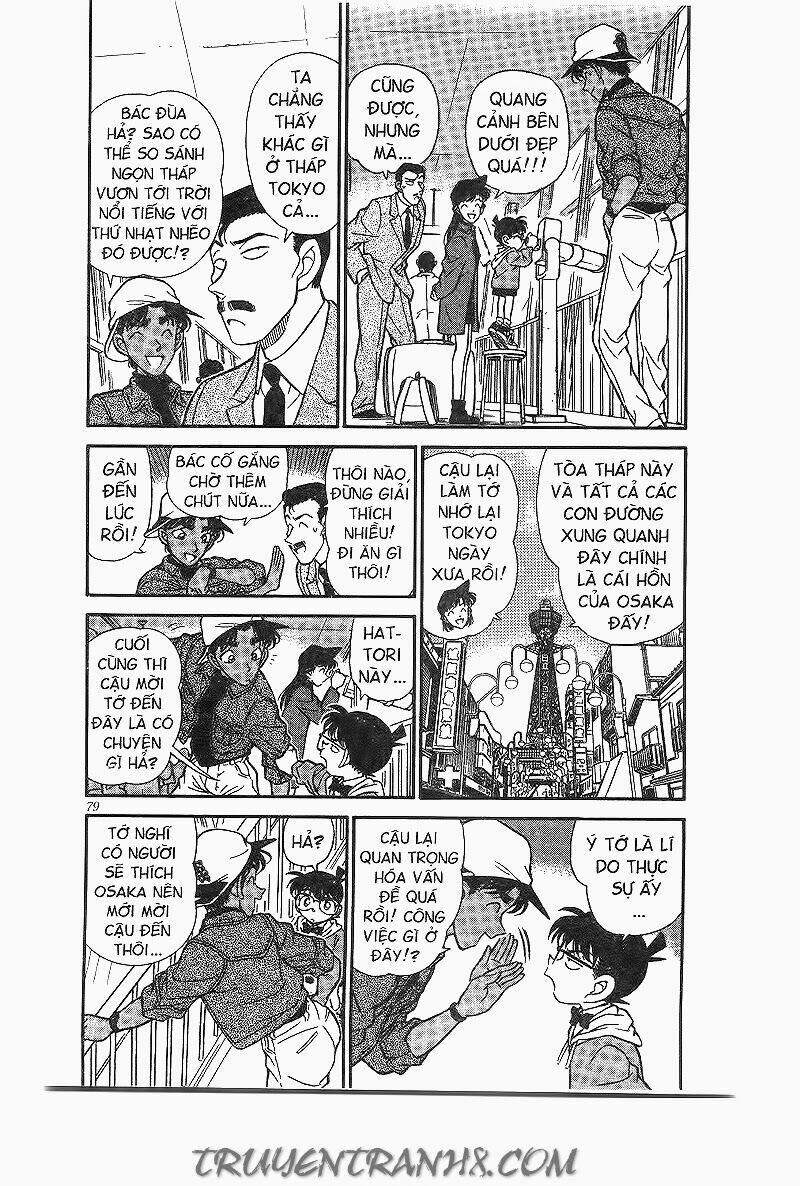 QUANG
CẢNH BÊN
DƯỚI ĐẸP
QUÁ!!!
CŨNG
ĐƯỢC,
NHƯNG
MÀ...
TA
CHẲNG
THẤY
KHÁC GÌ
Ở THÁP
TOKYO
CẢ...
BÁC ĐÙA
HẢ? SAO CÓ
THỂ SO SÁNH
NGỌN THÁP
VƯƠN TỚI TRỜI
NỔI TIẾNG VỚI
THỨ NHẠT NHẼO
ĐÓ ĐƯỢC!?
TÒA THÁP NÀY
VÀ TẤT CẢ CÁC
CON ĐƯỜNG
XUNG QUANH
ĐÂY CHÍNH
LÀ CÁI HỒN
CỦA OSAKA
ĐẤY!
CẬU LẠI
LÀM TỚ
NHỚ LẠI
TOKYO
NGÀY
XƯA RỒI!
THÔI NÀO,
ĐỪNG GIẢI
THÍCH
NHIỀU!
ĐI ĂN GÌ
THÔI!
BÁC CỐ GẮNG
CHỜ THÊM
CHÚT NỮA...
GẦN
ĐẾN
LÚC
RỒI!
HAT-
TORI
NÀY...
CUỐI
CÙNG THÌ
CẬU MỜI
TỚ ĐẾN
ĐÂY LÀ CÓ
CHUYỆN
GÌ HẢ?
79
Ý TỚ LÀ LÍ
DO THỰC
SỰ ẤY
...
CẬU LẠI
QUAN TRỌNG
HÓA VẤN
ĐỀ QUÁ
RỒI! CÔNG
VIỆC GÌ Ở
ĐÂY!?
HẢ?
TỚ NGHĨ
CÓ NGƯỜI
SẼ THÍCH
OSAKA NÊN
MỚI MỜI
CẬU ĐẾN
THÔI...
TRUYENTRANH8.COM